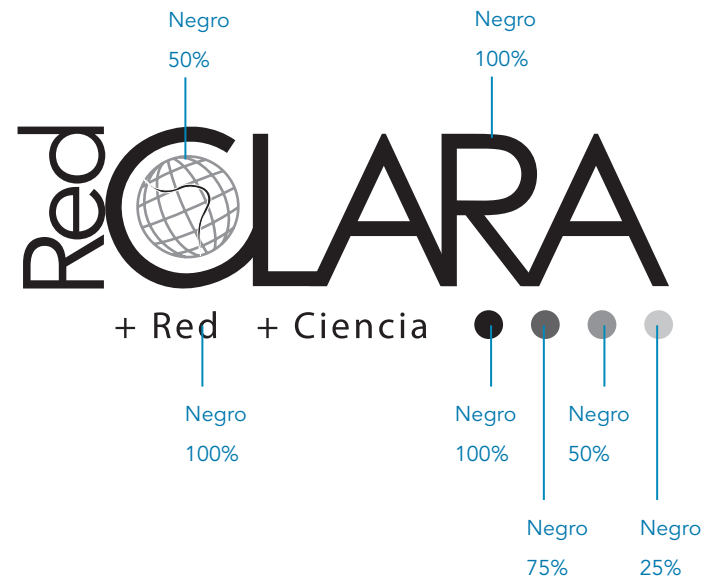 Negro
50%
Negro
100%
Red
CLARA
+ Red + Ciencia
Negro
100%
Negro
100%
Negro
50%
Negro
75%
Negro
25%